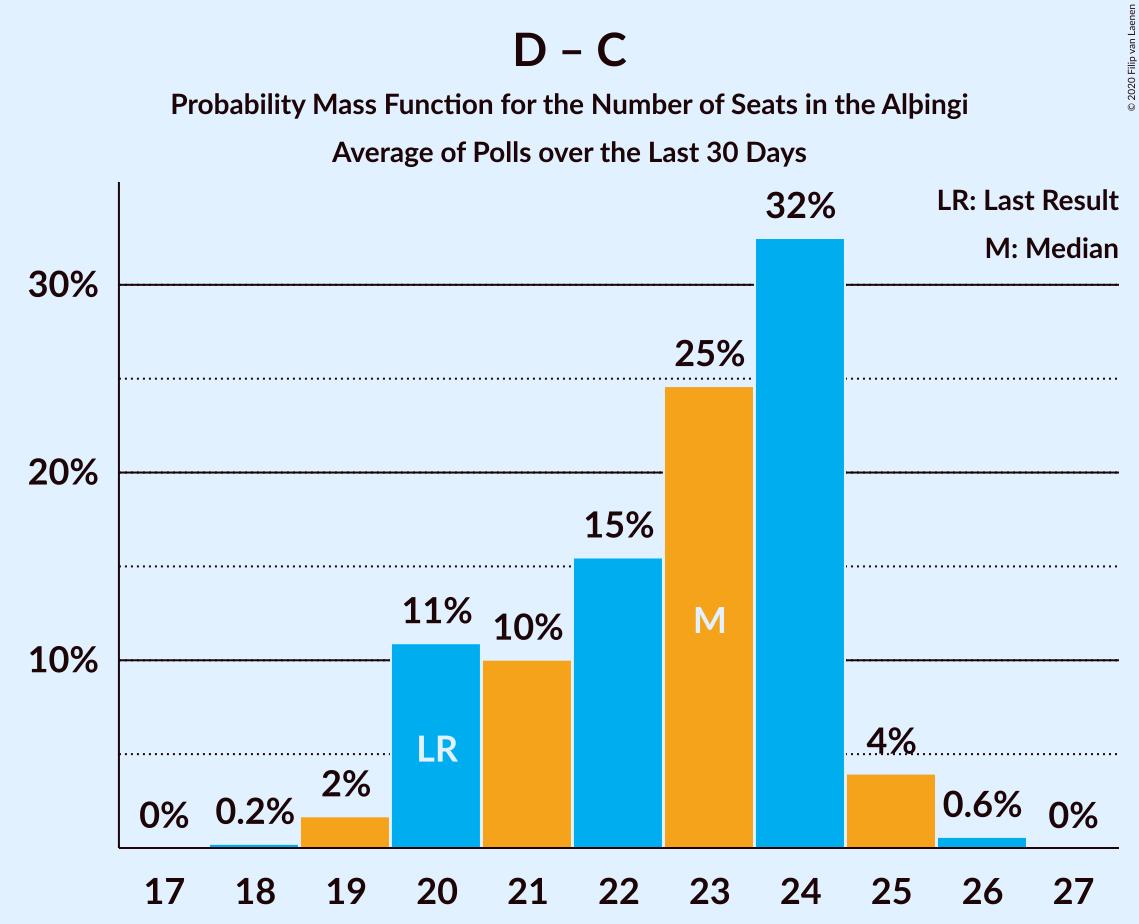 D – C
Probability Mass Function for the Number of Seats in the Alþingi
Average of Polls over the Last 30 Days
© 2020 Filip van Laenen
LR: Last Result
M: Median
30%
20%
10%
0%
0.2%
2%
11%
10%
15%
25%
32%
4%
0.6%
0%
LR
M
17 18 19 20 21 22 23 24 25 26 27